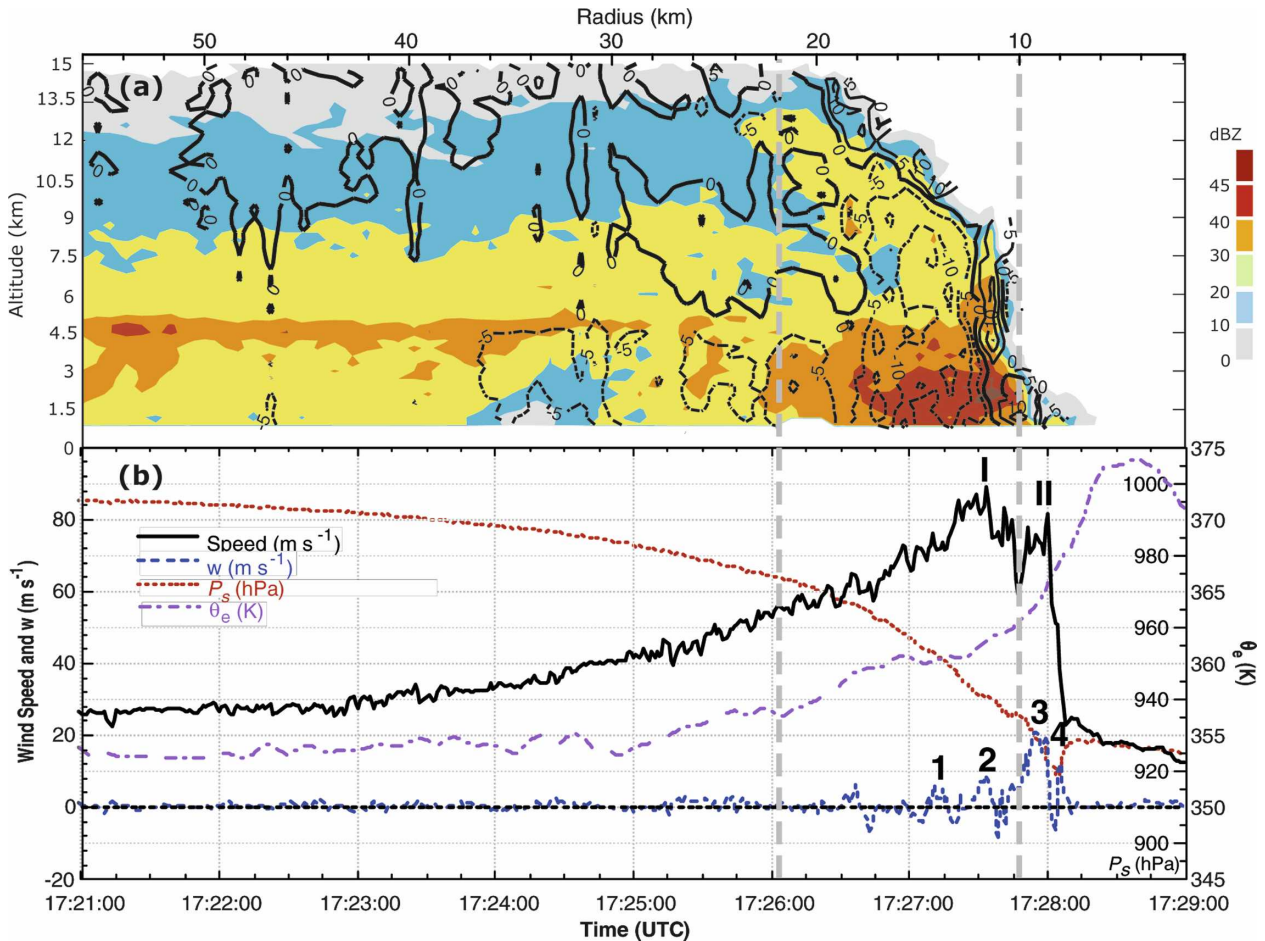 Radius (km)
50 40 30 20 10
(a)
Altitude (km)
15
13.5
12
10.5
9
7.5
6
4.5
3
1.5
0
dBZ
45
40
30
20
10
0
(b)
I
II
Speed (m s⁻¹)
w (m s⁻¹)
Pₛ (hPa)
θₑ (K)
1
2
3
4
Wind Speed and w (m s⁻¹)
80
60
40
20
0
-20
1000
980
960
940
920
900
Pₛ (hPa)
375
370
365
360
355
350
345
θₑ (K)
17:21:00 17:22:00 17:23:00 17:24:00 17:25:00 17:26:00 17:27:00 17:28:00 17:29:00
Time (UTC)